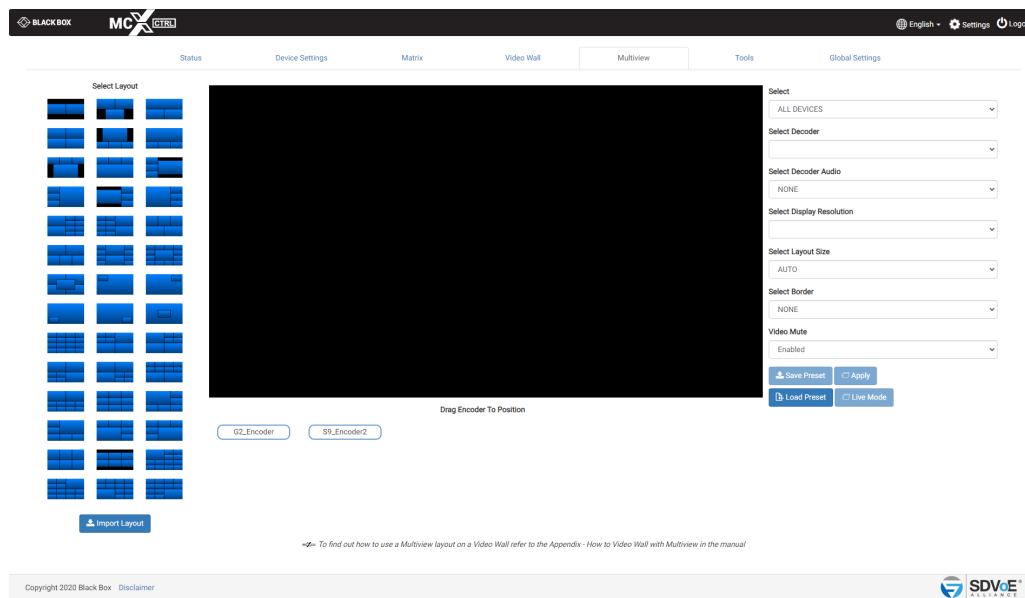 BLACK BOX
MCX CTRL
English
Settings
Logo
Status
Device Settings
Matrix
Video Wall
Multiview
Tools
Global Settings
Select Layout
Select
ALL DEVICES
Select Decoder
Select Decoder Audio
NONE
Select Display Resolution
Select Layout Size
AUTO
Select Border
NONE
Video Mute
Enabled
Save Preset
Apply
Load Preset
Live Mode
Drag Encoder To Position
G2_Encoder
S9_Encoder2
Import Layout
To find out how to use a Multiview layout on a Video Wall refer to the Appendix - How to Video Wall with Multiview in the manual
Copyright 2020 Black Box Disclaimer
SDVoE
ALLIANCE